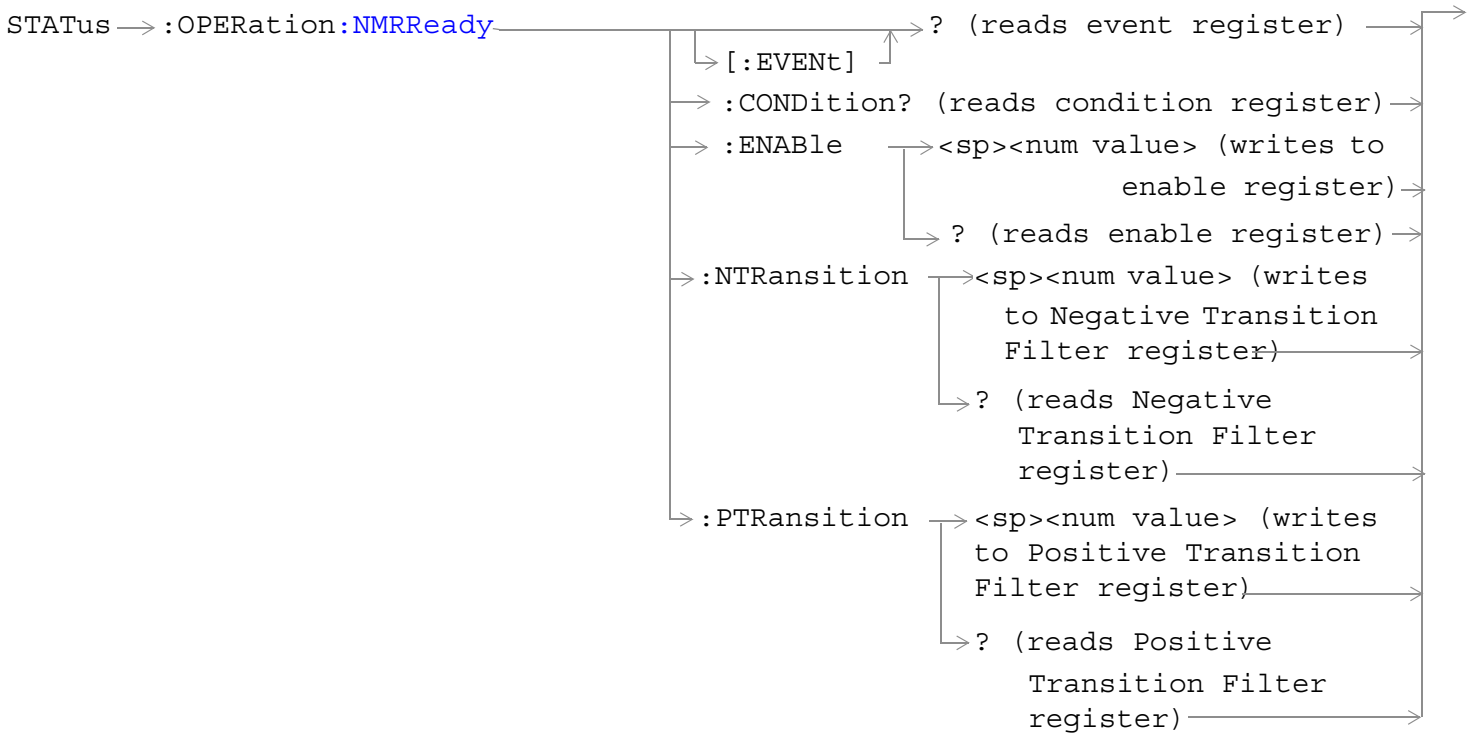 STATus :OPERation:NMRReady ? (reads event register)
[:EVENt]
:CONDition? (reads condition register)
:ENABle <sp><num value> (writes to
enable register)
? (reads enable register)
:NTRansition <sp><num value> (writes
to Negative Transition
Filter register)
? (reads Negative
Transition Filter
register)
:PTRansition <sp><num value> (writes
to Positive Transition
Filter register)
? (reads Positive
Transition Filter
register)